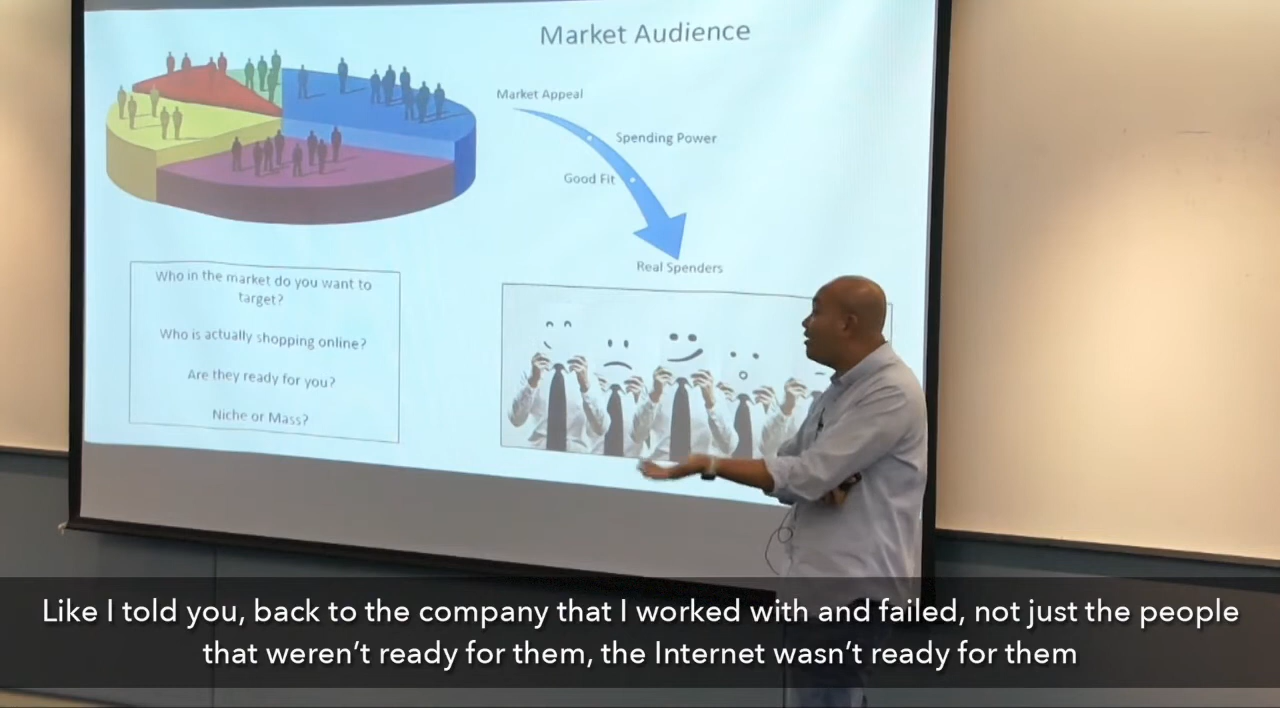 Market Audience
Market Appeal
Spending Power
Good Fit
Real Spenders
Who in the market do you want to
target?
Who is actually shopping online?
Are they ready for you?
Niche or Mass?
Like I told you, back to the company that I worked with and failed, not just the people
that weren't ready for them, the Internet wasn't ready for them